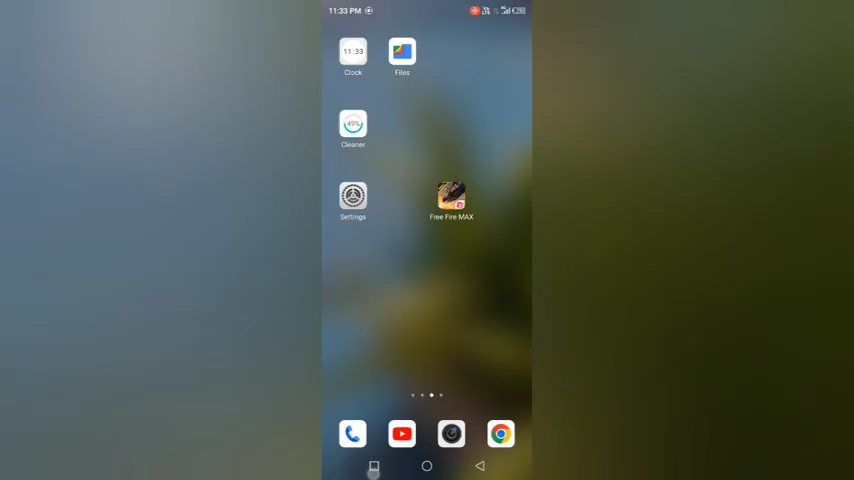 11:33 PM
11:33
Clock
Files
49%
Cleaner
Settings
Free Fire MAX